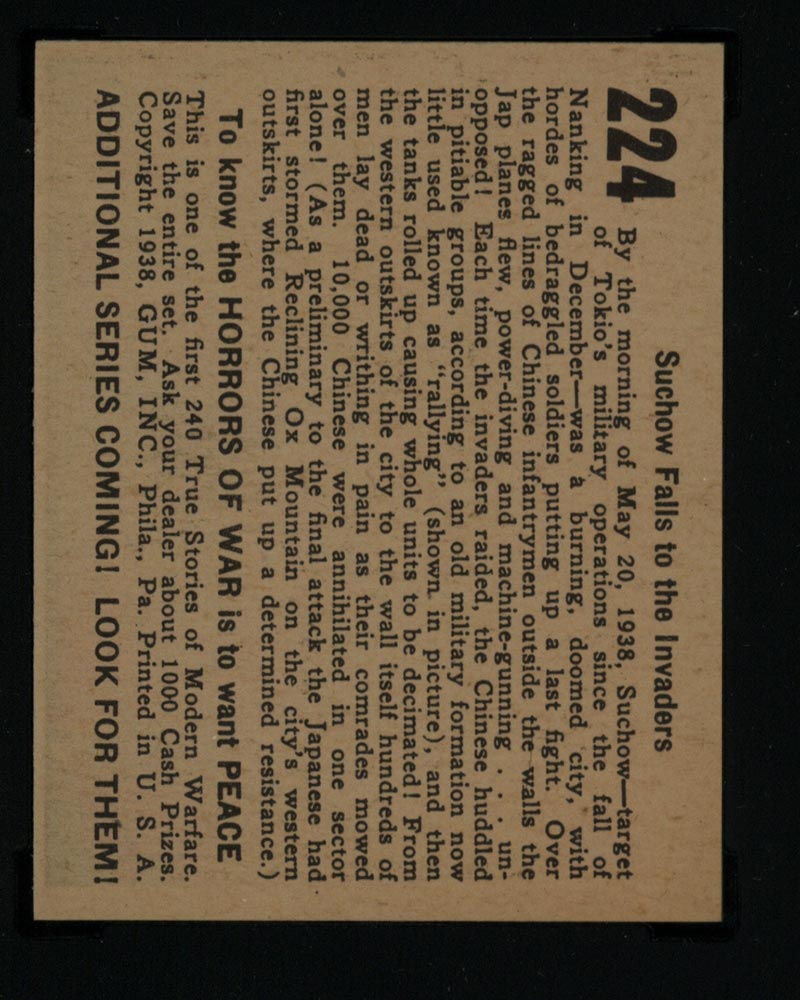 Suchow Falls to the Invaders
224 By the morning of May 20, 1938, Suchow—target
of Tokio's military operations since the fall of
Nanking in December—was a burning, doomed city, with
hordes of bedraggled soldiers putting up a last fight. Over
the ragged lines of Chinese infantrymen outside the walls the
Jap planes flew, power-diving and machine-gunning . . . un-
opposed! Each time the invaders raided, the Chinese huddled
in pitiable groups, according to an old military formation now
little used known as "rallying" (shown in picture), and then
the tanks rolled up causing whole units to be decimated! From
the western outskirts of the city to the wall itself hundreds of
men lay dead or writhing in pain as their comrades mowed
over them. 10,000 Chinese were annihilated in one sector
alone! (As a preliminary to the final attack the Japanese had
first stormed Reclining Ox Mountain on the city's western
outskirts, where the Chinese put up a determined resistance.)
To know the HORRORS OF WAR is to want PEACE
This is one of the first 240 True Stories of Modern Warfare.
Save the entire set. Ask your dealer about 1000 Cash Prizes.
Copyright 1938, GUM, INC., Phila., Pa. Printed in U. S. A.
ADDITIONAL SERIES COMING! LOOK FOR THEM!